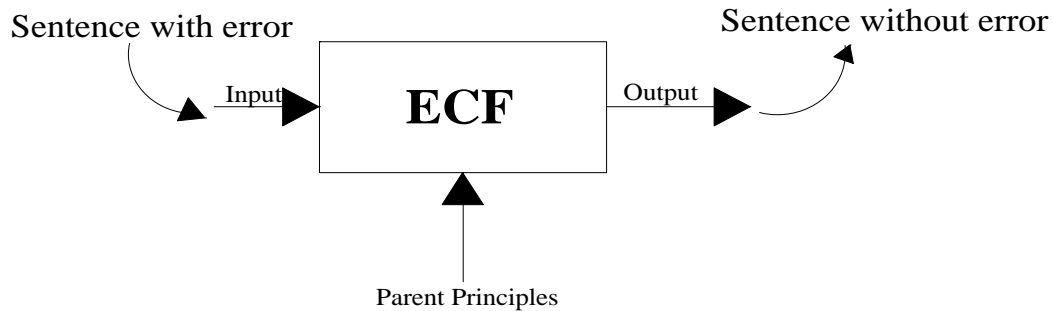 Sentence with error
Sentence without error
Input
ECF
Output
Parent Principles